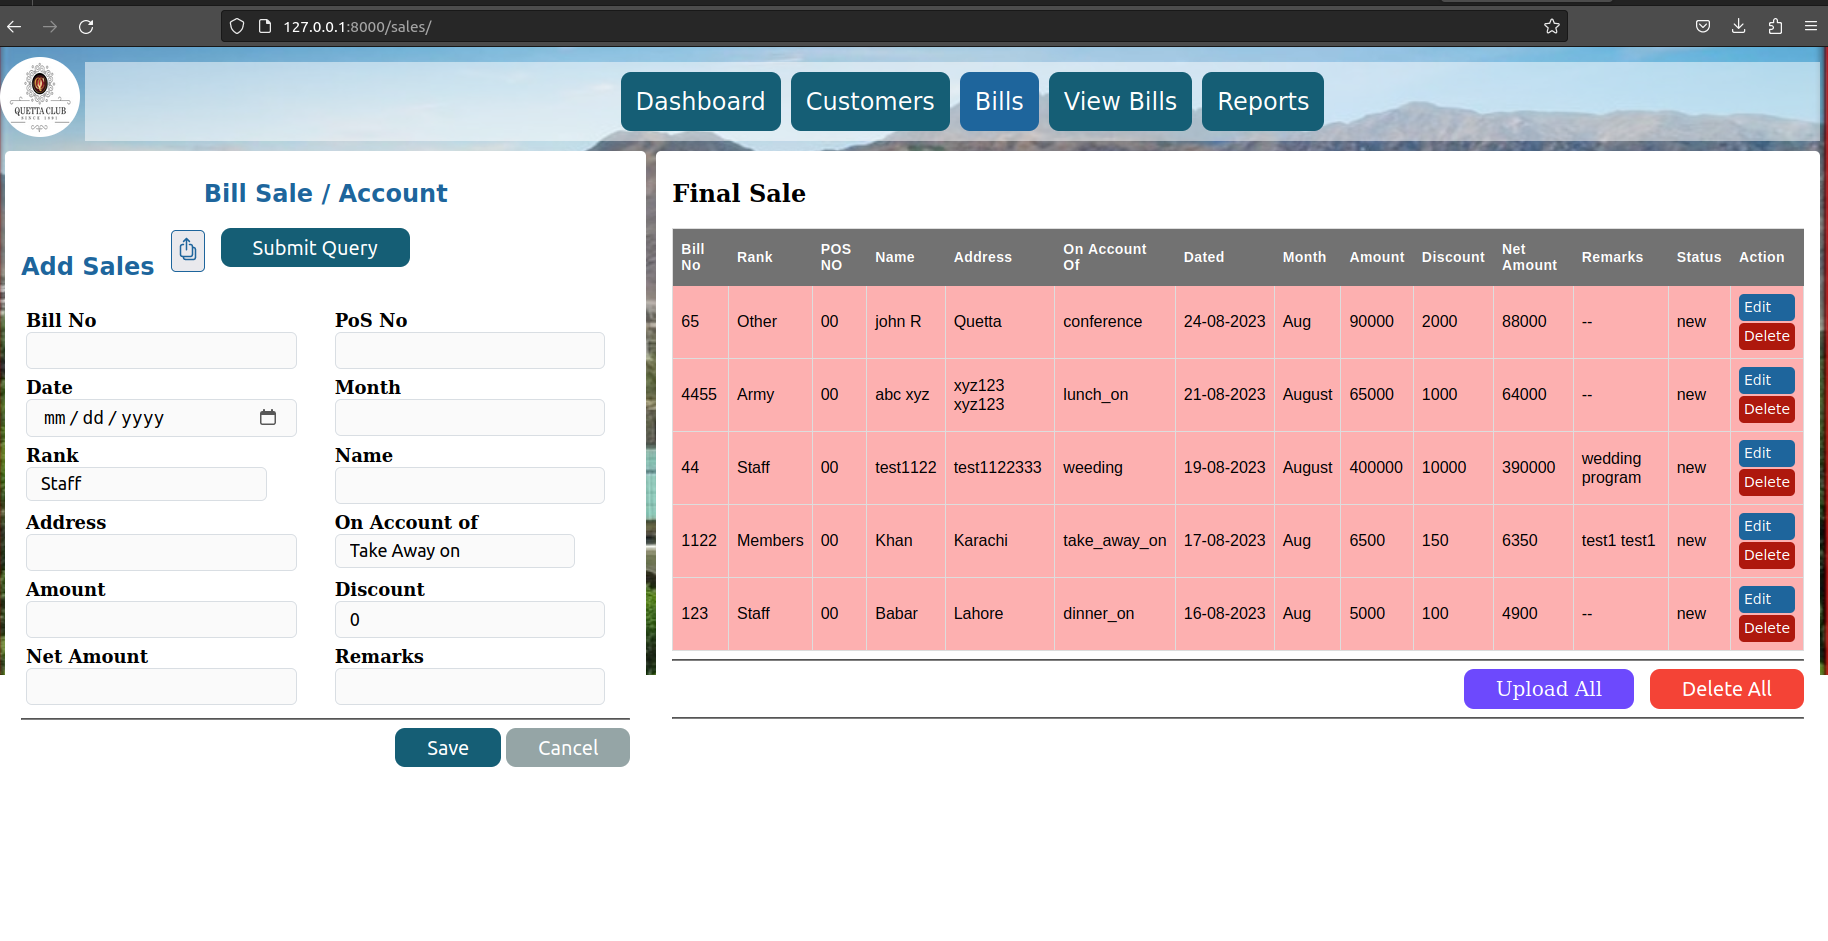 127.0.0.1:8000/sales/
QUETTA CLUB
SINCE 1891
Dashboard Customers Bills View Bills Reports
Bill Sale / Account
Add Sales Submit Query
Bill No PoS No
Date Month
mm / dd / yyyy
Rank Name
Staff
Address On Account of
Take Away on
Amount Discount
0
Net Amount Remarks
Save Cancel
Final Sale
Bill No Rank POS NO Name Address On Account Of Dated Month Amount Discount Net Amount Remarks Status Action
65 Other 00 john R Quetta conference 24-08-2023 Aug 90000 2000 88000 -- new Edit Delete
4455 Army 00 abc xyz xyz123 xyz123 lunch_on 21-08-2023 August 65000 1000 64000 -- new Edit Delete
44 Staff 00 test1122 test1122333 weeding 19-08-2023 August 400000 10000 390000 wedding program new Edit Delete
1122 Members 00 Khan Karachi take_away_on 17-08-2023 Aug 6500 150 6350 test1 test1 new Edit Delete
123 Staff 00 Babar Lahore dinner_on 16-08-2023 Aug 5000 100 4900 -- new Edit Delete
Upload All Delete All